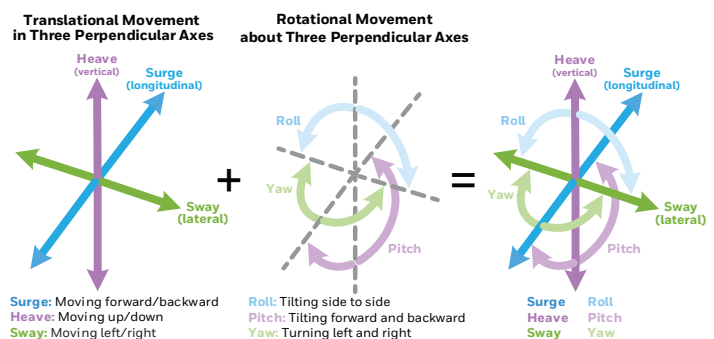 Translational Movement
in Three Perpendicular Axes
Heave
(vertical)
Surge
(longitudinal)
Sway
(lateral)
Surge: Moving forward/backward
Heave: Moving up/down
Sway: Moving left/right
+
Rotational Movement
about Three Perpendicular Axes
Roll
Yaw
Pitch
Roll: Tilting side to side
Pitch: Tilting forward and backward
Yaw: Turning left and right
=
Heave
(vertical)
Surge
(longitudinal)
Roll
Yaw
Sway
(lateral)
Pitch
Surge Roll
Heave Pitch
Sway Yaw